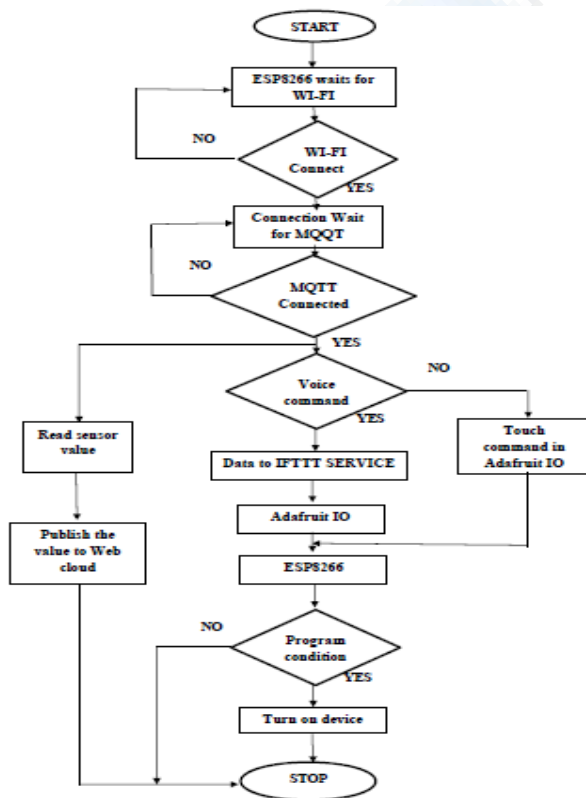 START
ESP8266 waits for
WI-FI
NO
WI-FI
Connect
YES
Connection Wait
for MQQT
NO
MQTT
Connected
YES
Voice
command
NO
YES
Read sensor
value
Touch
command in
Adafruit IO
Data to IFTTT SERVICE
Adafruit IO
Publish the
value to Web
cloud
ESP8266
NO
Program
condition
YES
Turn on device
STOP